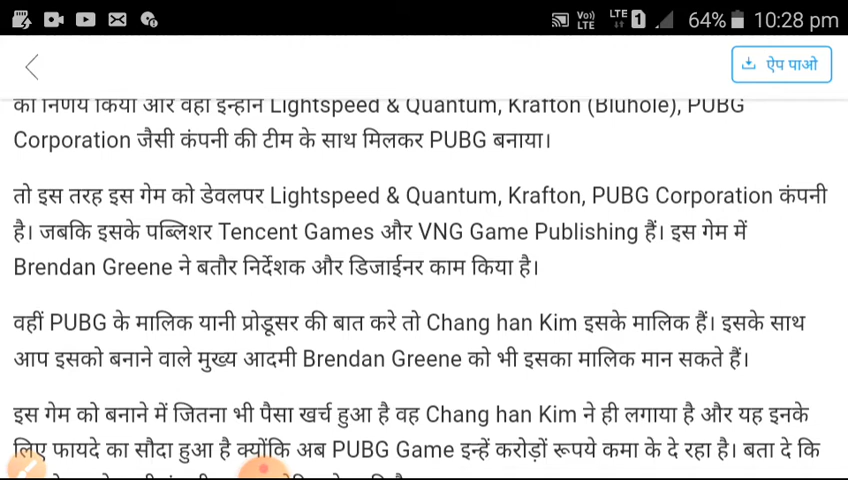 Vo)) LTE LTE 1 64% 10:28 pm
ऐप पाओ
का निर्णय किया और वहां इन्होंने Lightspeed & Quantum, Krafton (Bluhole), PUBG
Corporation जैसी कंपनी की टीम के साथ मिलकर PUBG बनाया।
तो इस तरह इस गेम को डेवलपर Lightspeed & Quantum, Krafton, PUBG Corporation कंपनी
है। जबकि इसके पब्लिशर Tencent Games और VNG Game Publishing हैं। इस गेम में
Brendan Greene ने बतौर निर्देशक और डिजाईनर काम किया है।
वहीं PUBG के मालिक यानी प्रोडूसर की बात करे तो Chang han Kim इसके मालिक हैं। इसके साथ
आप इसको बनाने वाले मुख्य आदमी Brendan Greene को भी इसका मालिक मान सकते हैं।
इस गेम को बनाने में जितना भी पैसा खर्च हुआ है वह Chang han Kim ने ही लगाया है और यह इनके
लिए फायदे का सौदा हुआ है क्योंकि अब PUBG Game इन्हें करोड़ों रूपये कमा के दे रहा है। बता दे कि